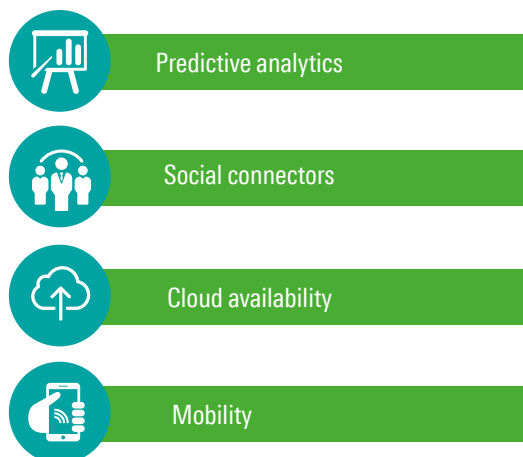 Predictive analytics
Social connectors
Cloud availability
Mobility